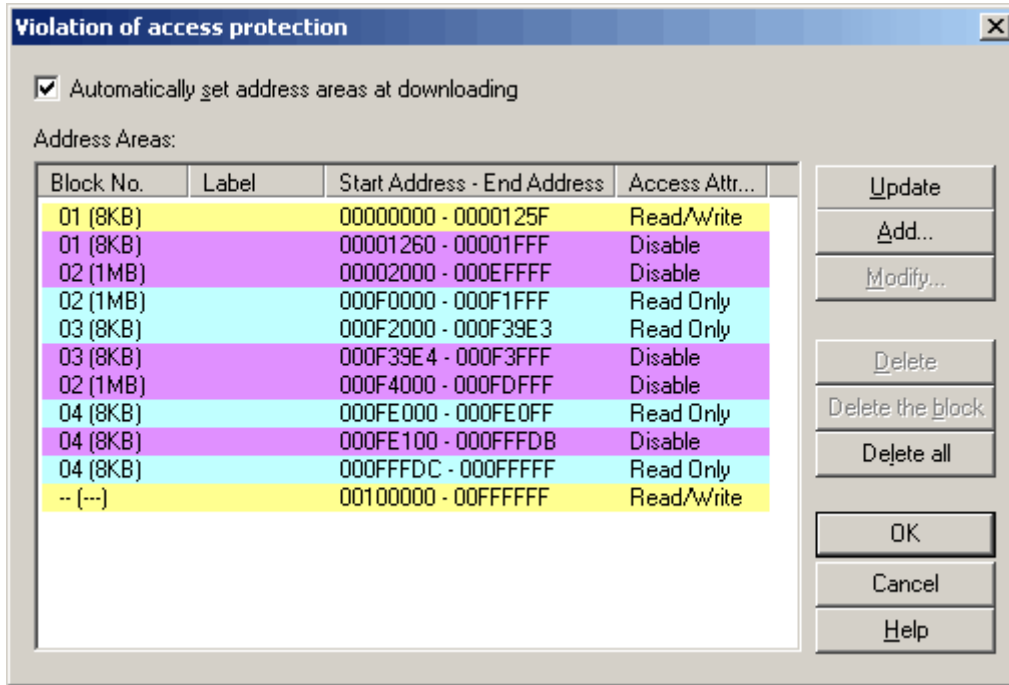 Violation of access protection
Automatically set address areas at downloading
Address Areas:
Block No. Label Start Address - End Address Access Attr...
01 (8KB) 00000000 - 0000125F Read/Write
01 (8KB) 00001260 - 00001FFF Disable
02 (1MB) 00002000 - 000EFFFF Disable
02 (1MB) 000F0000 - 000F1FFF Read Only
03 (8KB) 000F2000 - 000F39E3 Read Only
03 (8KB) 000F39E4 - 000F3FFF Disable
02 (1MB) 000F4000 - 000FDFFF Disable
04 (8KB) 000FE000 - 000FE0FF Read Only
04 (8KB) 000FE100 - 000FFFDB Disable
04 (8KB) 000FFFDC - 000FFFFF Read Only
-- (---) 00100000 - 00FFFFFF Read/Write
Update
Add...
Modify...
Delete
Delete the block
Delete all
OK
Cancel
Help